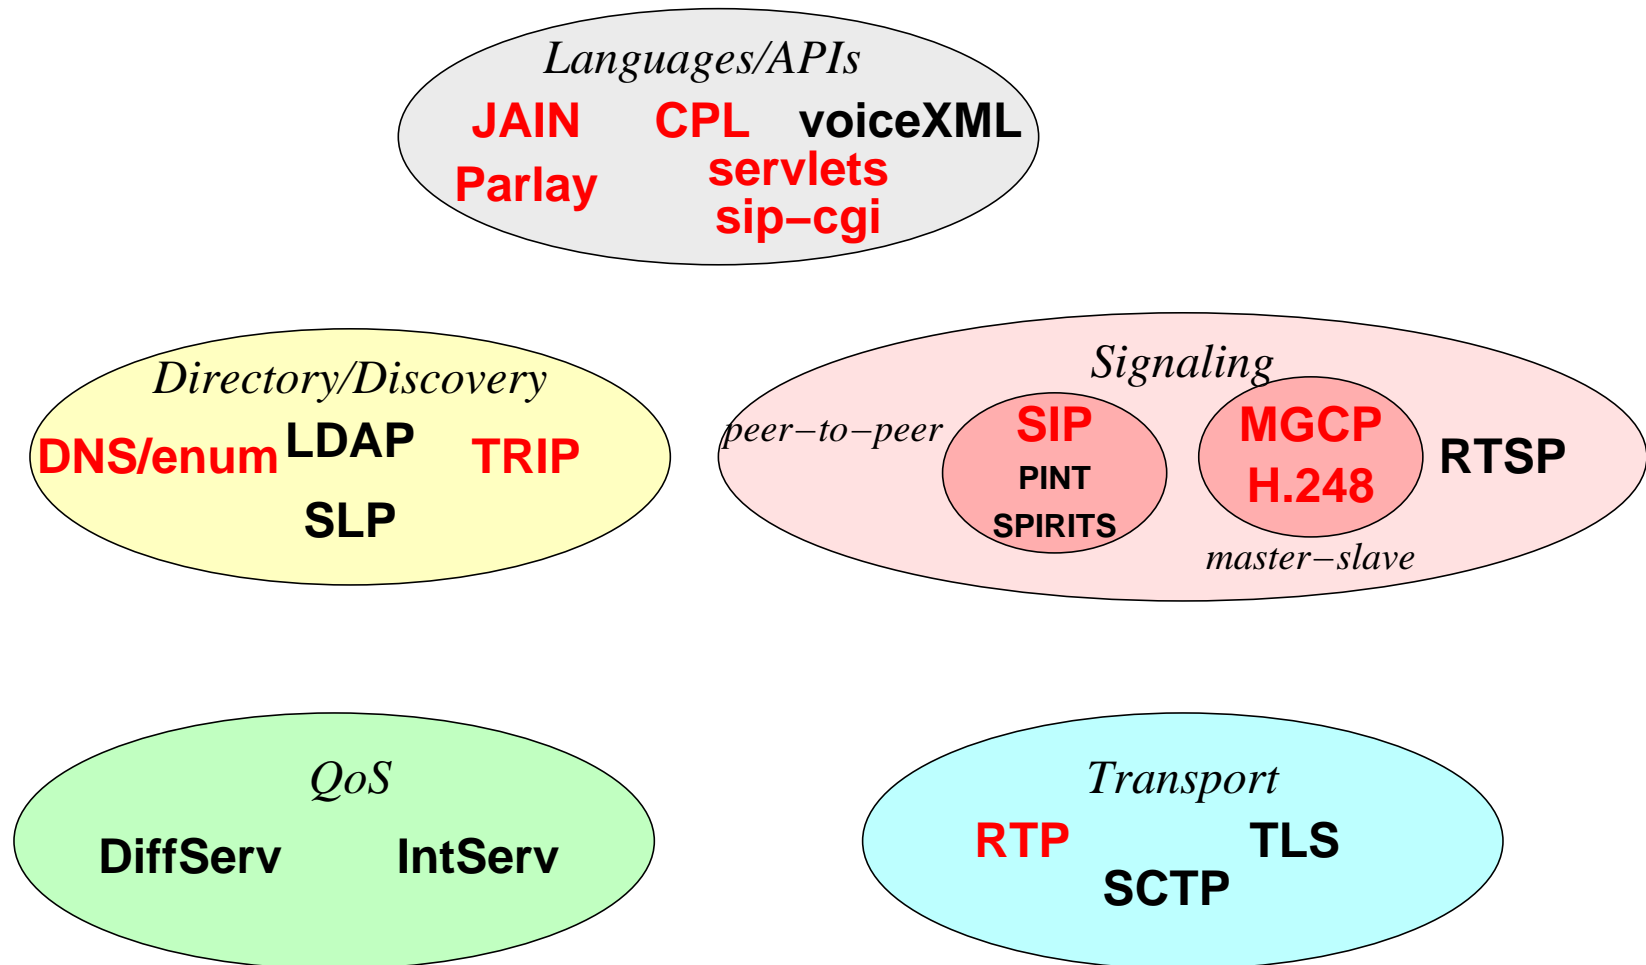 Languages/APIs
JAIN CPL voiceXML
Parlay servlets
sip−cgi
Directory/Discovery
DNS/enum LDAP TRIP
SLP
Signaling
peer−to−peer
SIP
PINT
SPIRITS
MGCP
H.248
master−slave
RTSP
QoS
DiffServ IntServ
Transport
RTP TLS
SCTP